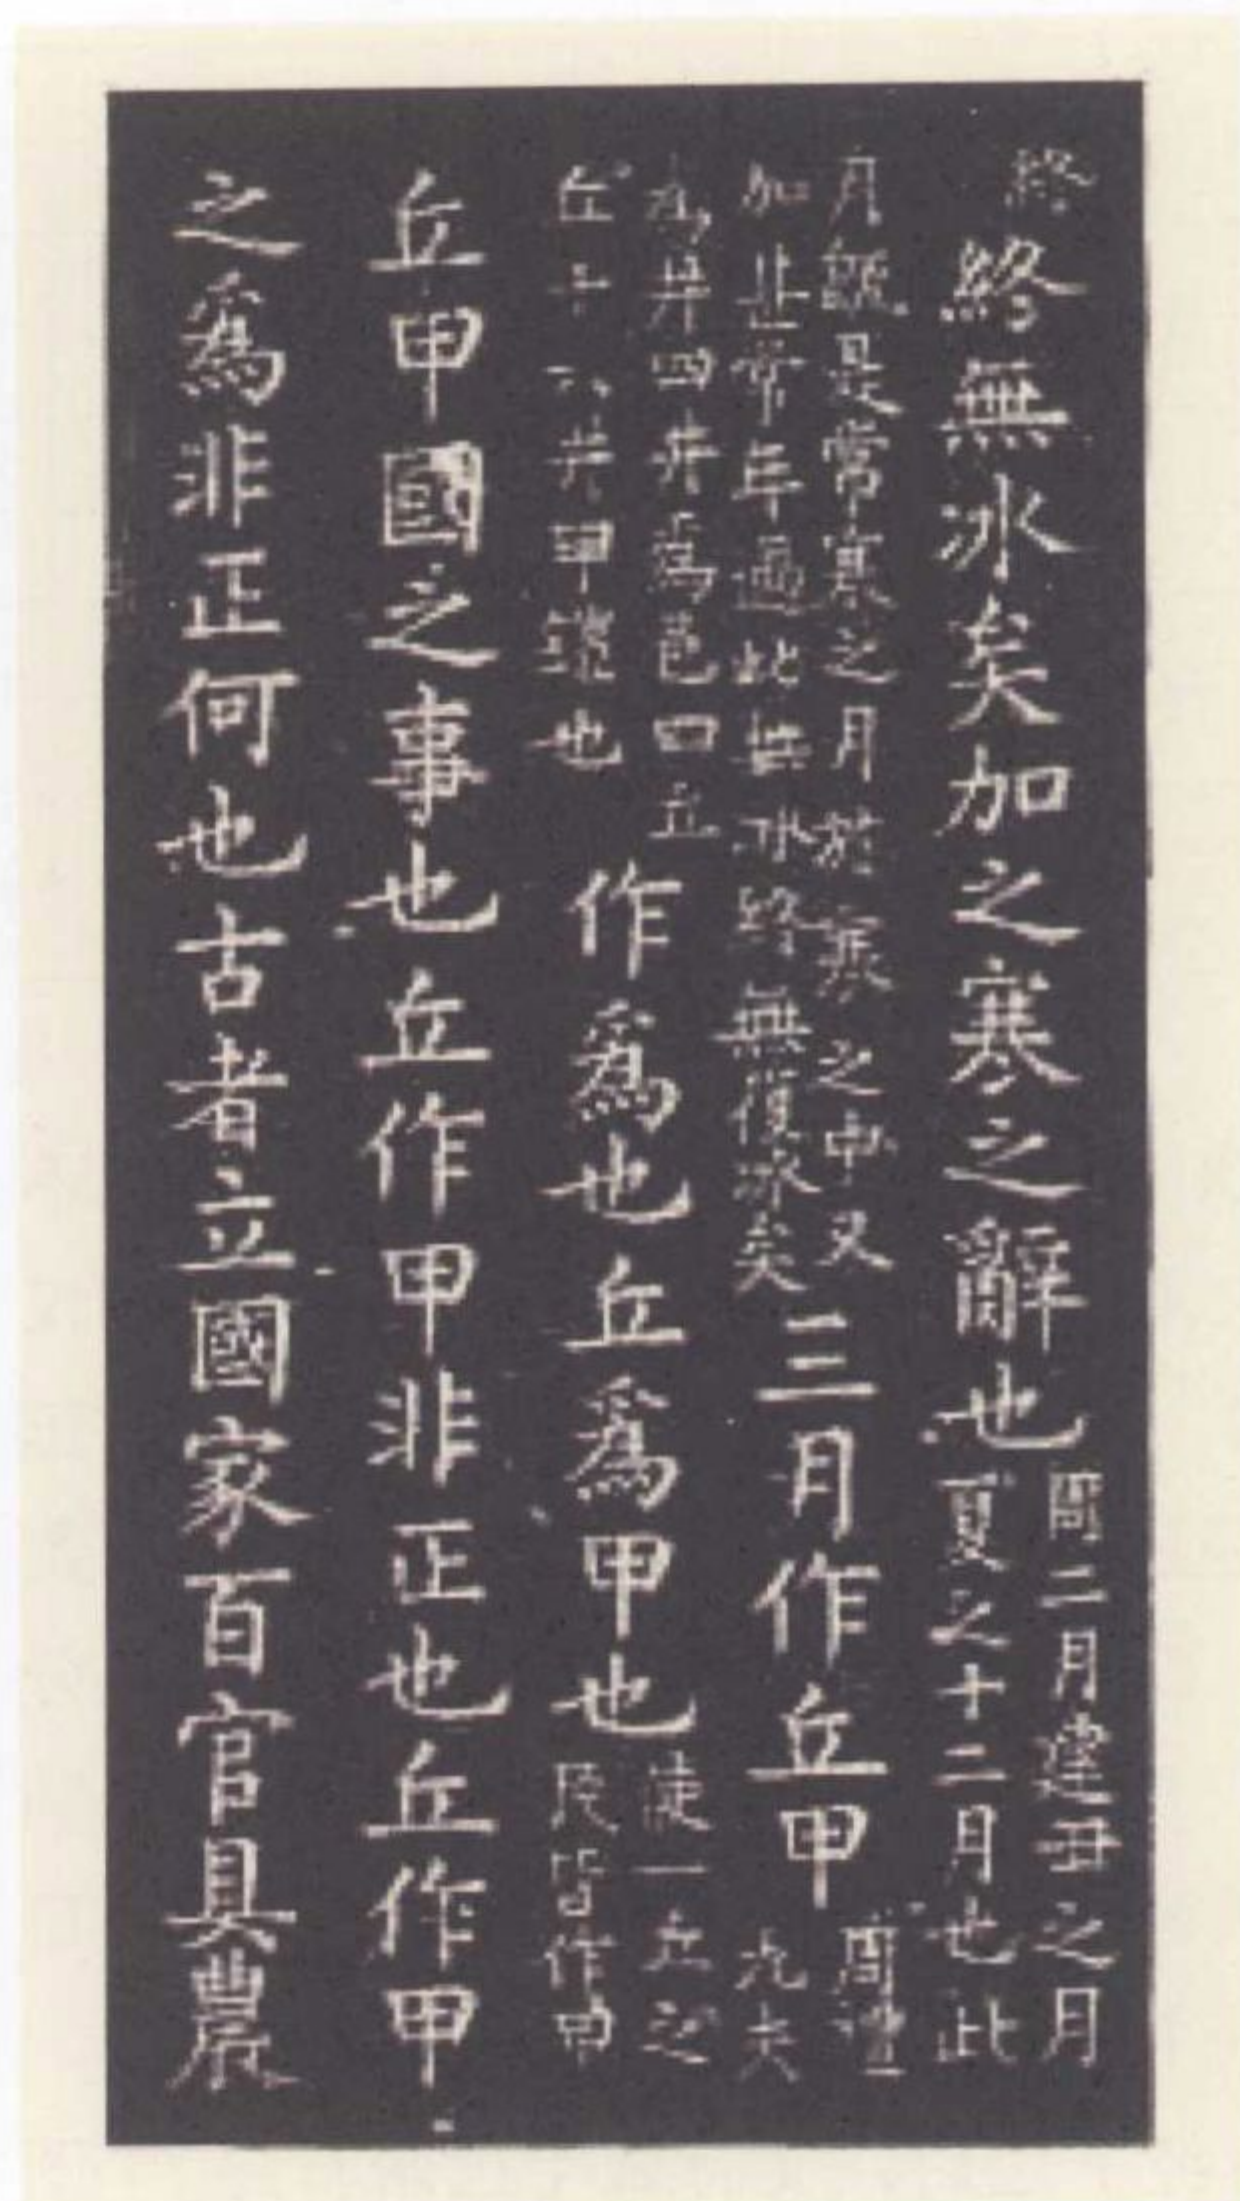 終終無冰矣加之寒之辭也
周二月建丑之月
夏之十二月也此
月既是常寒之月於寒之中又
加甚常年過此無冰終無復冰矣
三月作丘甲
周禮
九夫
為井四井為邑四丘
丘十六井甲鎧也
作為也丘為甲也
使一丘之
民皆作甲
丘甲國之事也丘作甲非正也丘作甲
之為非正何也古者立國家百官具農